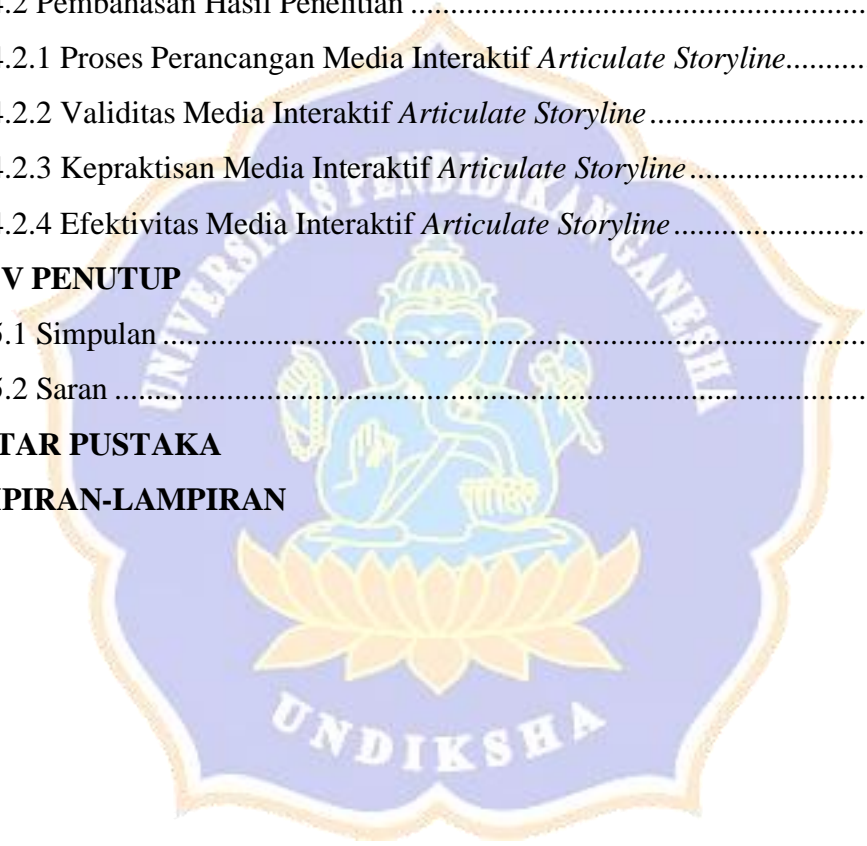 4.2 Pembahasan Hasil Penelitian ........................................................
4.2.1 Proses Perancangan Media Interaktif Articulate Storyline..........
4.2.2 Validitas Media Interaktif Articulate Storyline ...........................
4.2.3 Kepraktisan Media Interaktif Articulate Storyline ......................
4.2.4 Efektivitas Media Interaktif Articulate Storyline ........................
V PENUTUP
5.1 Simpulan .........................................................................................
5.2 Saran ...............................................................................................
TAR PUSTAKA
PIRAN-LAMPIRAN
UNIVERSITAS PENDIDIKAN GANESHA
UNDIKSHA